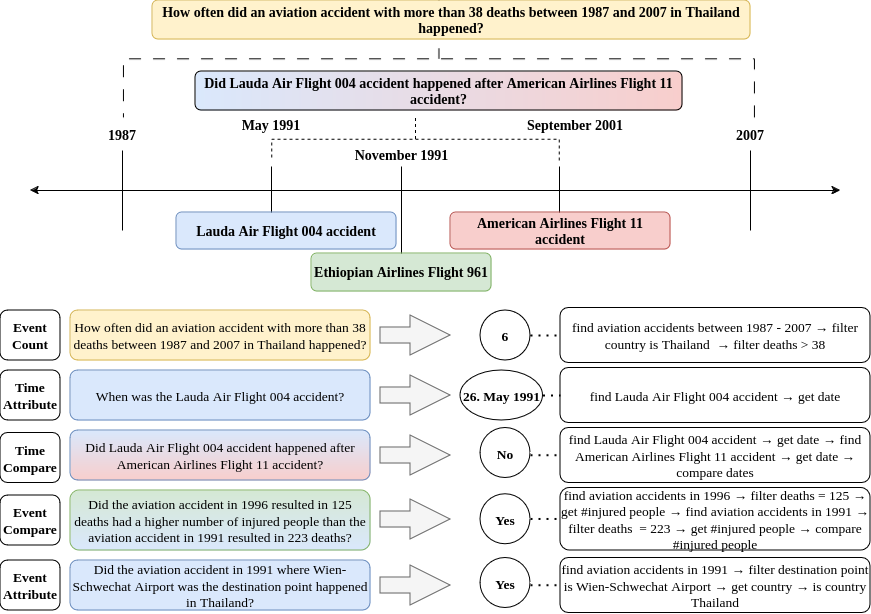 How often did an aviation accident with more than 38 deaths between 1987 and 2007 in Thailand
happened?
Did Lauda Air Flight 004 accident happened after American Airlines Flight 11
accident?
May 1991
September 2001
1987
2007
November 1991
Lauda Air Flight 004 accident
American Airlines Flight 11
accident
Ethiopian Airlines Flight 961
Event
Count
How often did an aviation accident with more than 38
deaths between 1987 and 2007 in Thailand happened?
6
find aviation accidents between 1987 - 2007 → filter
country is Thailand → filter deaths > 38
Time
Attribute
When was the Lauda Air Flight 004 accident?
26. May 1991
find Lauda Air Flight 004 accident → get date
Time
Compare
Did Lauda Air Flight 004 accident happened after
American Airlines Flight 11 accident?
No
find Lauda Air Flight 004 accident → get date → find
American Airlines Flight 11 accident → get date →
compare dates
Event
Compare
Did the aviation accident in 1996 resulted in 125
deaths had a higher number of injured people than the
aviation accident in 1991 resulted in 223 deaths?
Yes
find aviation accidents in 1996 → filter deaths = 125 →
get #injured people → find aviation accidents in 1991 →
filter deaths = 223 → get #injured people → compare
#injured people
Event
Attribute
Did the aviation accident in 1991 where Wien-
Schwechat Airport was the destination point happened
in Thailand?
Yes
find aviation accidents in 1991 → filter destination point
is Wien-Schwechat Airport → get country → is country
Thailand